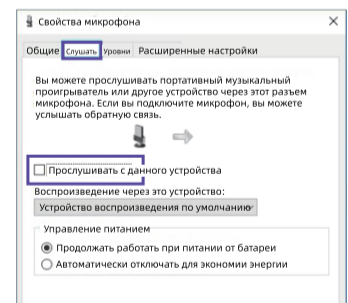 Свойства микрофона
Общие Слушать Уровни Расширенные настройки
Вы можете прослушивать портативный музыкальный
проигрыватель или другое устройство через этот разъем
микрофона. Если вы подключите микрофон, вы можете
услышать обратную связь.
Прослушивать с данного устройства
Воспроизведение через это устройство:
Устройство воспроизведения по умолчанию
Управление питанием
Продолжать работать при питании от батареи
Автоматически отключать для экономии энергии